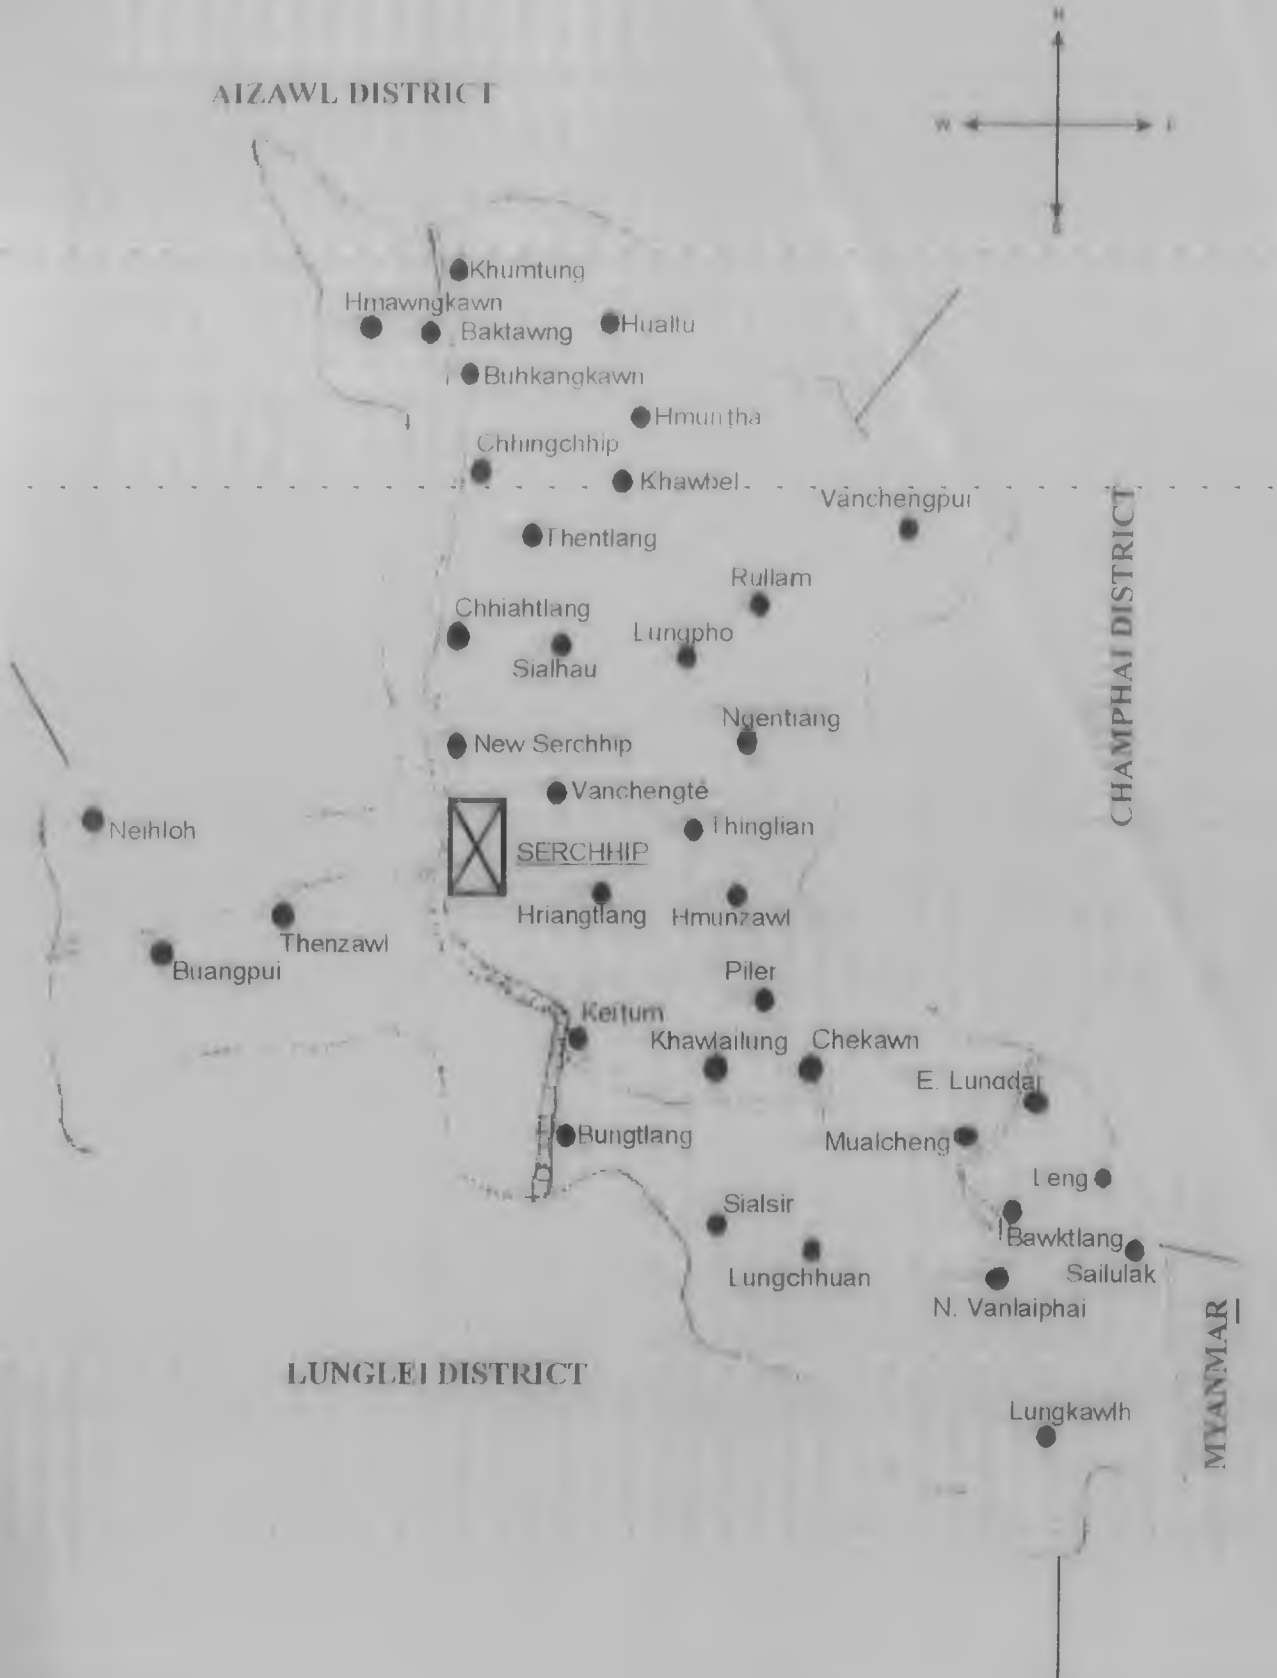 N
AIZAWL DISTRICT
W
S
Khumtung
Hmawngkawn
Baktawng
Hualtu
Buhkangkawn
Hmuntha
Chhingchhip
Khawbel
Vanchengpui
Thentlang
Rullam
Chhiahtlang
Lungpho
Sialhau
CHAMPHAI DISTRICT
Ngentiang
New Serchhip
Vanchengte
Neihloh
Thinglian
SERCHHIP
Hriangtlang
Hmunzawl
Thenzawl
Buangpui
Piler
Keitum
Khawlailung
Chekawn
E. Lungdar
Bungtlang
Mualcheng
Leng
Sialsir
Bawktlang
Sailulak
Lungchhuan
N. Vanlaiphai
MYANMAR
LUNGLEI DISTRICT
Lungkawlh